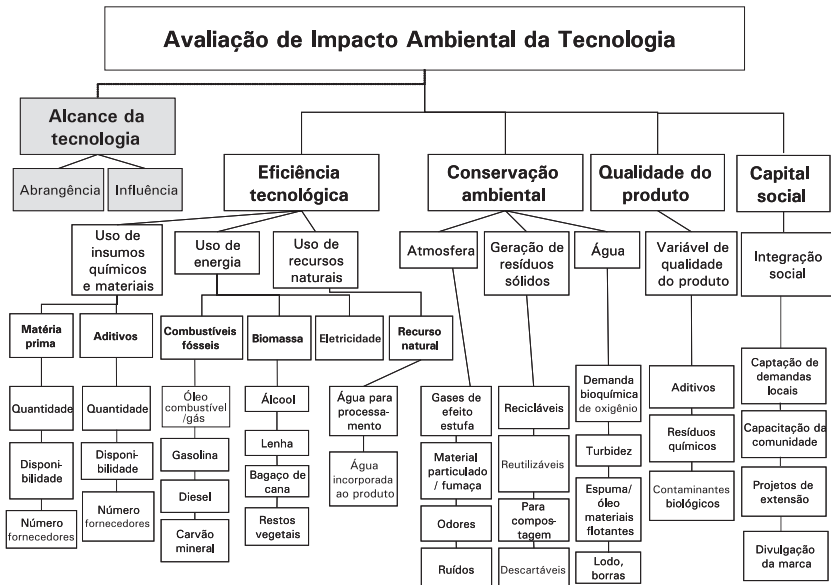 Avaliação de Impacto Ambiental da Tecnologia
Alcance da
tecnologia
Abrangência
Influência
Eficiência
tecnológica
Conservação
ambiental
Qualidade do
produto
Capital
social
Uso de
insumos
químicos
e materiais
Uso de
energia
Uso de
recursos
naturais
Atmosfera
Geração de
resíduos
sólidos
Água
Variável de
qualidade
do produto
Integração
social
Matéria
prima
Aditivos
Combustíveis
fósseis
Biomassa
Eletricidade
Recurso
natural
Quantidade
Disponi-
bilidade
Número
fornecedores
Quantidade
Disponi-
bilidade
Número
fornecedores
Óleo
combustível
/gás
Gasolina
Diesel
Carvão
mineral
Álcool
Lenha
Bagaço de
cana
Restos
vegetais
Água para
processa-
mento
Água
incorporada
ao produto
Gases de
efeito
estufa
Material
particulado
/ fumaça
Odores
Ruídos
Recicláveis
Reutilizáveis
Para
compos-
tagem
Descartáveis
Demanda
bioquímica
de oxigênio
Turbidez
Espuma/
óleo
materiais
flotantes
Lodo,
borras
Aditivos
Resíduos
químicos
Contaminantes
biológicos
Captação de
demandas
locais
Capacitação da
comunidade
Projetos de
extensão
Divulgação
da marca